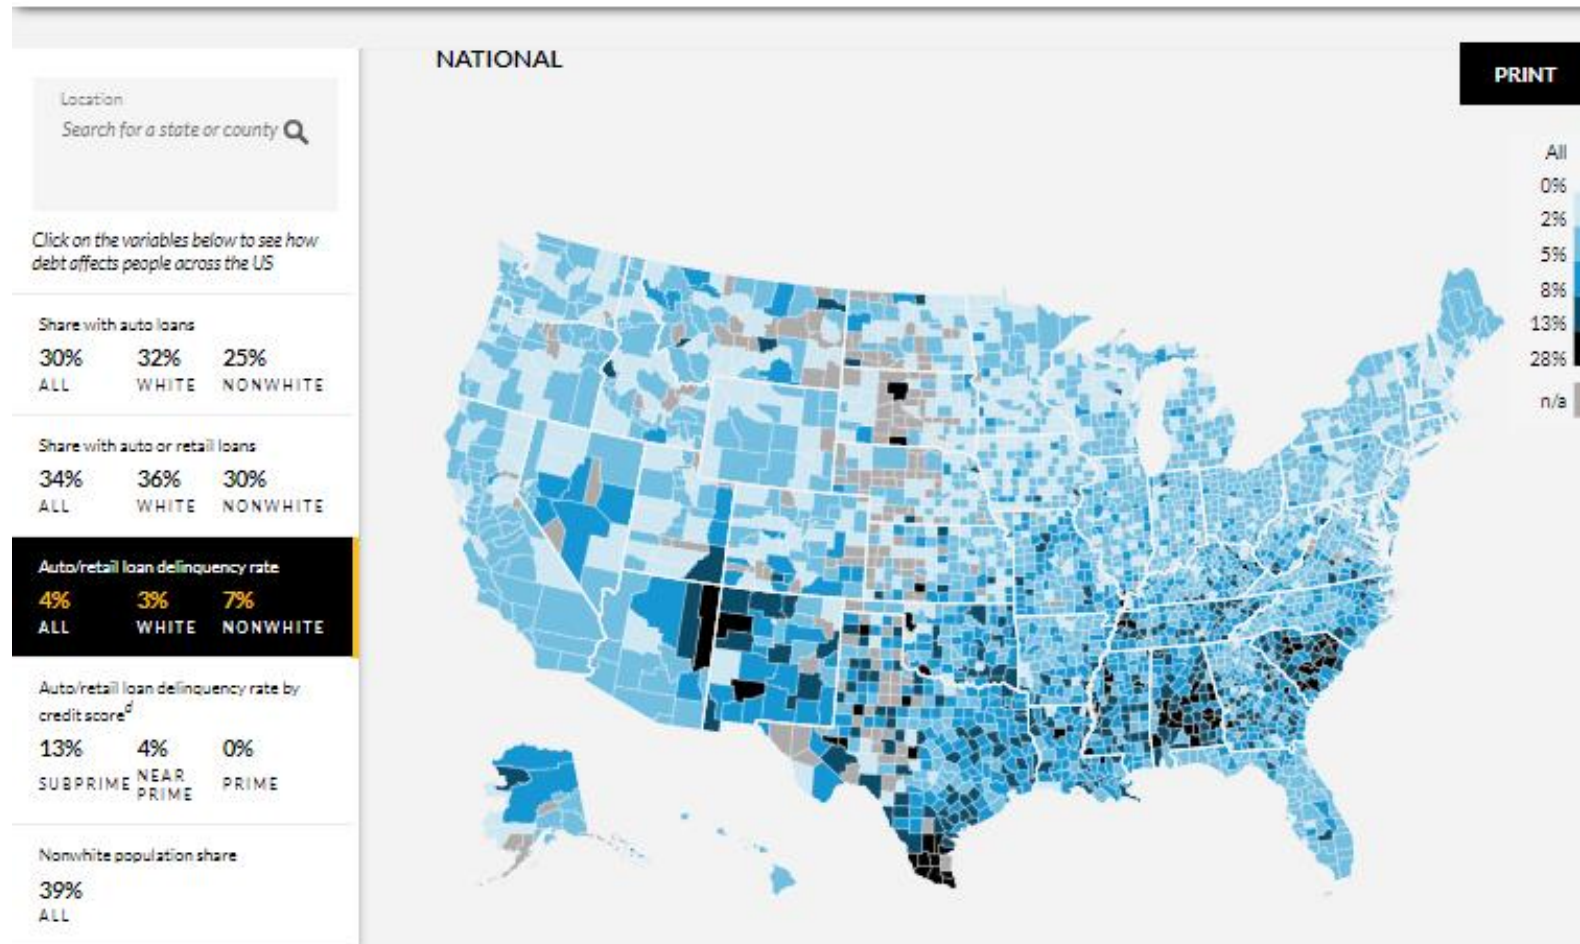 NATIONAL
PRINT
Location
Search for a state or county
Click on the variables below to see how
debt affects people across the US
Share with auto loans
30% 32% 25%
ALL WHITE NONWHITE
Share with auto or retail loans
34% 36% 30%
ALL WHITE NONWHITE
Auto/retail loan delinquency rate
4% 3% 7%
ALL WHITE NONWHITE
Auto/retail loan delinquency rate by
credit score d
13% 4% 0%
SUBPRIME NEAR PRIME PRIME
Nonwhite population share
39%
ALL
All
0%
2%
5%
8%
13%
28%
n/a